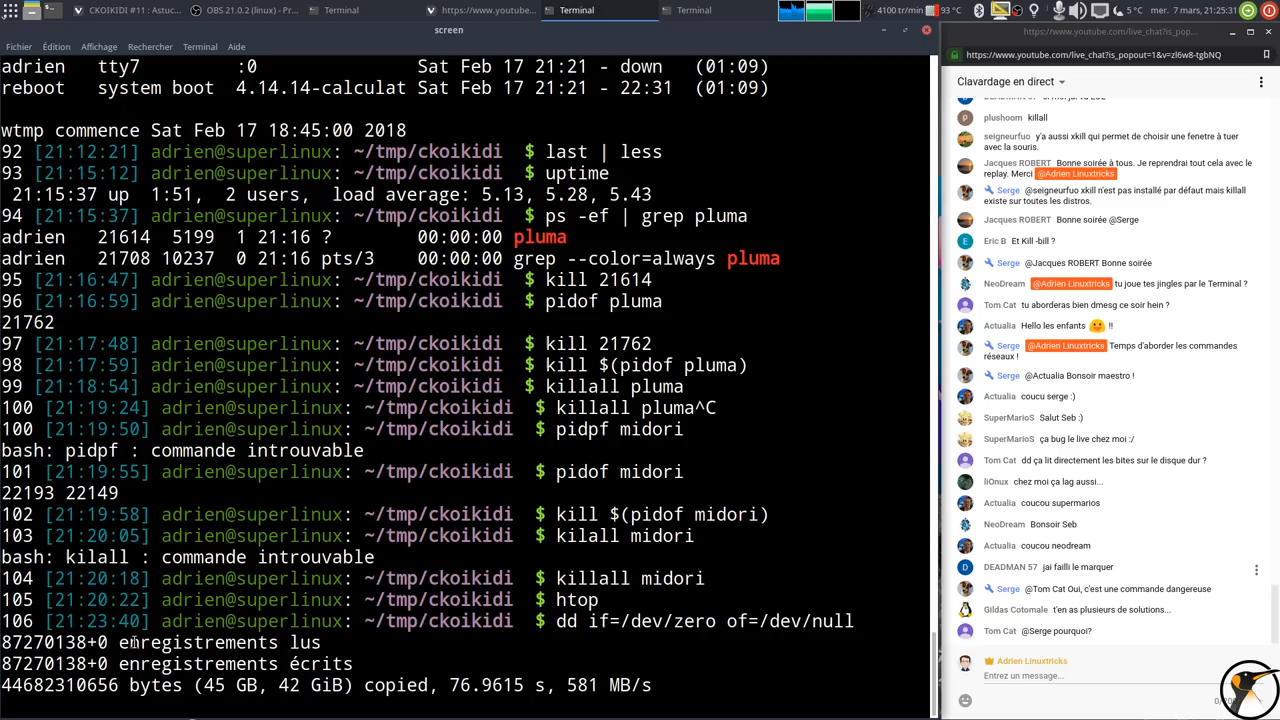 CKOIKIDI #11 : Astuc...
OBS 21.0.2 (linux) - Pr...
Terminal
https://www.youtube...
Terminal
Terminal
4100 tr/min
93 °C
5 °C
mer. 7 mars, 21:25:31
screen
Fichier Édition Affichage Rechercher Terminal Aide
adrien tty7 :0 Sat Feb 17 21:21 - down (01:09)
reboot system boot 4.14.14-calculat Sat Feb 17 21:21 - 22:31 (01:09)
wtmp commence Sat Feb 17 18:45:00 2018
92 [21:12:21] adrien@superlinux: ~/tmp/ckoikidi $ last | less
93 [21:15:12] adrien@superlinux: ~/tmp/ckoikidi $ uptime
21:15:37 up 1:51, 2 users, load average: 5.13, 5.28, 5.43
94 [21:15:37] adrien@superlinux: ~/tmp/ckoikidi $ ps -ef | grep pluma
adrien 21614 5199 1 21:16 ? 00:00:00 pluma
adrien 21708 10237 0 21:16 pts/3 00:00:00 grep --color=always pluma
95 [21:16:47] adrien@superlinux: ~/tmp/ckoikidi $ kill 21614
96 [21:16:59] adrien@superlinux: ~/tmp/ckoikidi $ pidof pluma
21762
97 [21:17:48] adrien@superlinux: ~/tmp/ckoikidi $ kill 21762
98 [21:17:59] adrien@superlinux: ~/tmp/ckoikidi $ kill $(pidof pluma)
99 [21:18:54] adrien@superlinux: ~/tmp/ckoikidi $ killall pluma
100 [21:19:24] adrien@superlinux: ~/tmp/ckoikidi $ killall pluma^C
100 [21:19:50] adrien@superlinux: ~/tmp/ckoikidi $ pidpf midori
bash: pidpf : commande introuvable
101 [21:19:55] adrien@superlinux: ~/tmp/ckoikidi $ pidof midori
22193 22149
102 [21:19:58] adrien@superlinux: ~/tmp/ckoikidi $ kill $(pidof midori)
103 [21:20:05] adrien@superlinux: ~/tmp/ckoikidi $ kilall midori
bash: kilall : commande introuvable
104 [21:20:18] adrien@superlinux: ~/tmp/ckoikidi $ killall midori
105 [21:20:22] adrien@superlinux: ~/tmp/ckoikidi $ htop
106 [21:23:40] adrien@superlinux: ~/tmp/ckoikidi $ dd if=/dev/zero of=/dev/null
87270138+0 enregistrements lus
87270138+0 enregistrements écrits
44682310656 bytes (45 GB, 42 GiB) copied, 76.9615 s, 581 MB/s
https://www.youtube.com/live_chat?is_pop...
https://www.youtube.com/live_chat?is_popout=1&v=zl6w8-tgbNQ
Clavardage en direct
plushoom killall
seigneurfuo y'a aussi xkill qui permet de choisir une fenetre à tuer
avec la souris.
Jacques ROBERT Bonne soirée à tous. Je reprendrai tout cela avec le
replay. Merci @Adrien Linuxtricks
Serge @seigneurfuo xkill n'est pas installé par défaut mais killall
existe sur toutes les distros.
Jacques ROBERT Bonne soirée @Serge
Eric B Et Kill -bill ?
Serge @Jacques ROBERT Bonne soirée
NeoDream @Adrien Linuxtricks tu joue tes jingles par le Terminal ?
Tom Cat tu aborderas bien dmesg ce soir hein ?
Actualia Hello les enfants !!
Serge @Adrien Linuxtricks Temps d'aborder les commandes
réseaux !
Serge @Actualia Bonsoir maestro !
Actualia coucu serge :)
SuperMarioS Salut Seb :)
SuperMarioS ça bug le live chez moi :/
Tom Cat dd ça lit directement les bites sur le disque dur ?
liOnux chez moi ça lag aussi...
Actualia coucou supermarios
NeoDream Bonsoir Seb
Actualia coucou neodream
DEADMAN 57 jai failli le marquer
Serge @Tom Cat Oui, c'est une commande dangereuse
Gildas Cotomale t'en as plusieurs de solutions...
Tom Cat @Serge pourquoi?
Adrien Linuxtricks
Entrez un message...